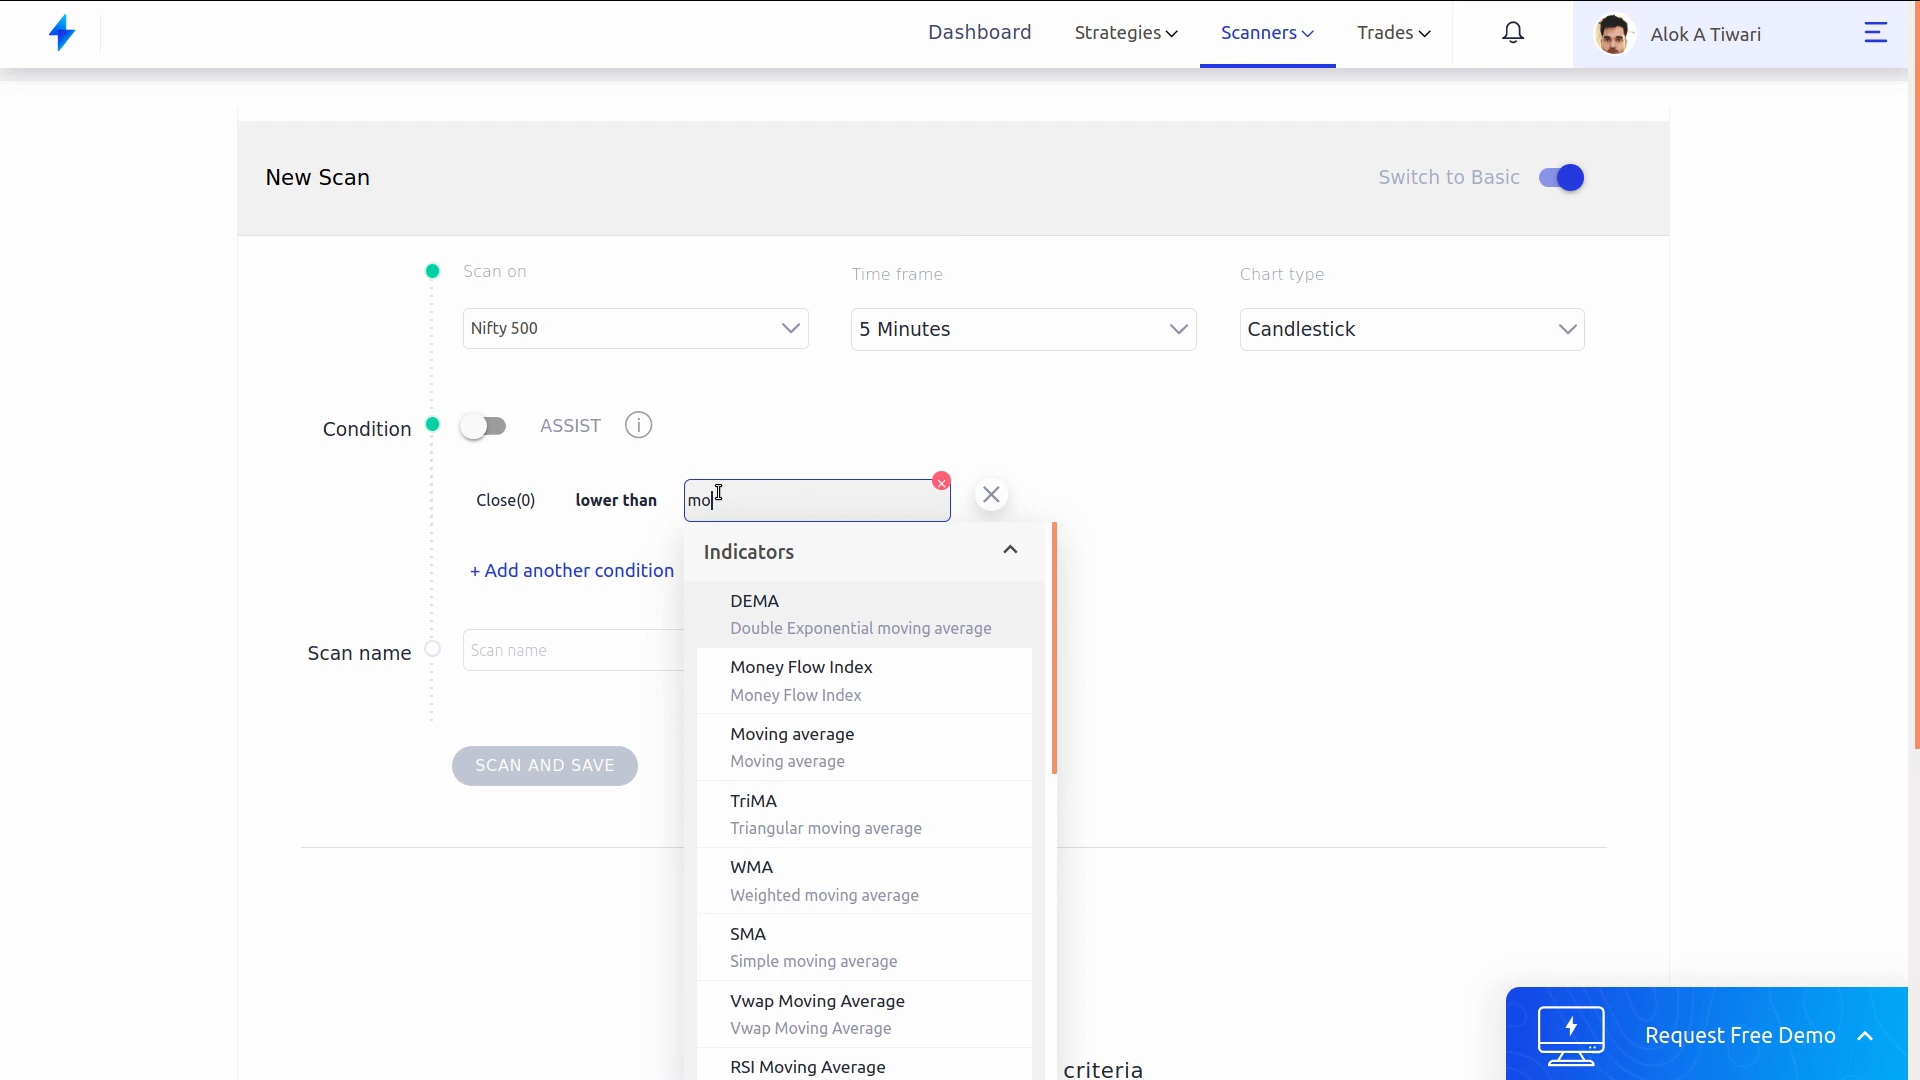 Dashboard
Strategies
Scanners
Trades
Alok A Tiwari
New Scan
Switch to Basic
Scan on
Time frame
Chart type
Nifty 500
5 Minutes
Candlestick
Condition
ASSIST
Close(0)
lower than
mo
+ Add another condition
Scan name
Scan name
SCAN AND SAVE
Indicators
DEMA
Double Exponential moving average
Money Flow Index
Money Flow Index
Moving average
Moving average
TriMA
Triangular moving average
WMA
Weighted moving average
SMA
Simple moving average
Vwap Moving Average
Vwap Moving Average
RSI Moving Average
criteria
Request Free Demo